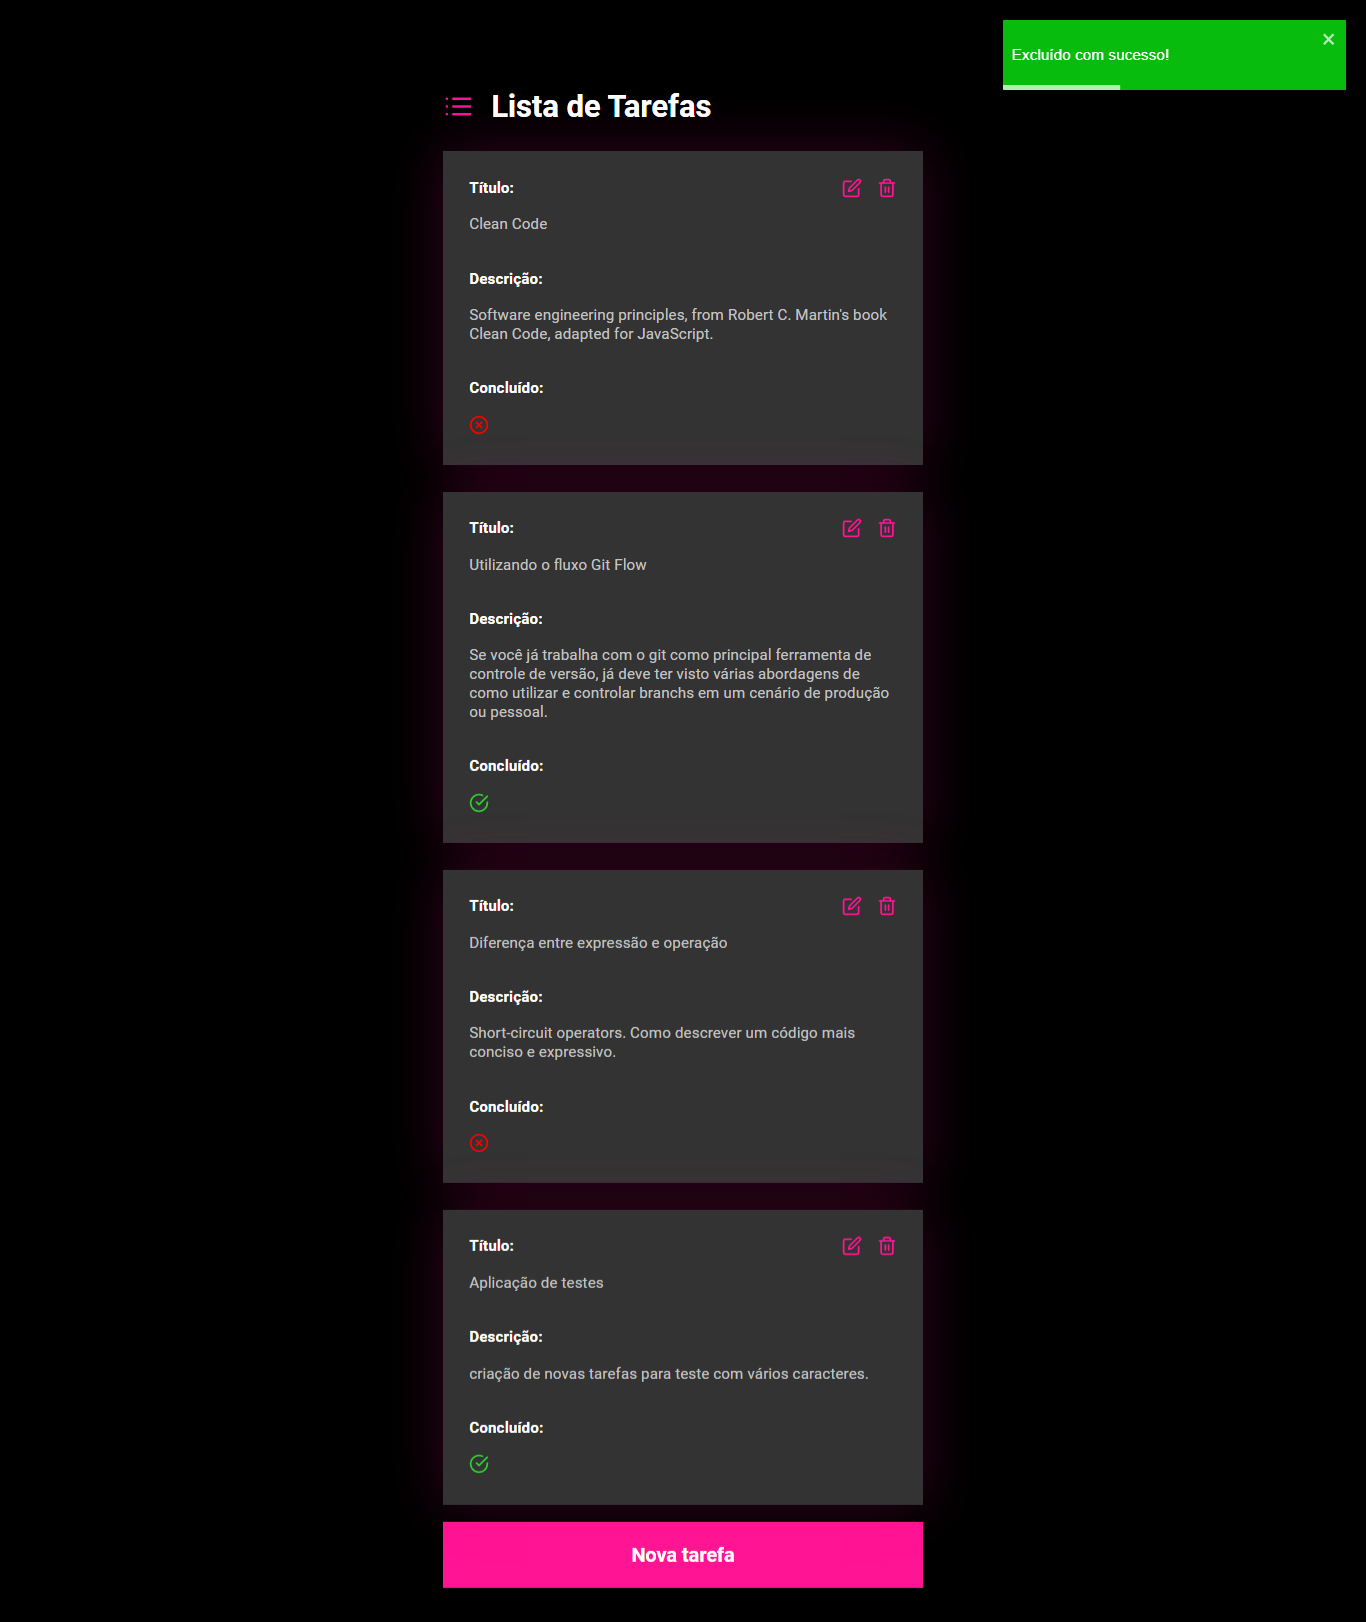 Excluído com sucesso!
Lista de Tarefas
Título:
Clean Code
Descrição:
Software engineering principles, from Robert C. Martin's book
Clean Code, adapted for JavaScript.
Concluído:
Título:
Utilizando o fluxo Git Flow
Descrição:
Se você já trabalha com o git como principal ferramenta de
controle de versão, já deve ter visto várias abordagens de
como utilizar e controlar branchs em um cenário de produção
ou pessoal.
Concluído:
Título:
Diferença entre expressão e operação
Descrição:
Short-circuit operators. Como descrever um código mais
conciso e expressivo.
Concluído:
Título:
Aplicação de testes
Descrição:
criação de novas tarefas para teste com vários caracteres.
Concluído:
Nova tarefa